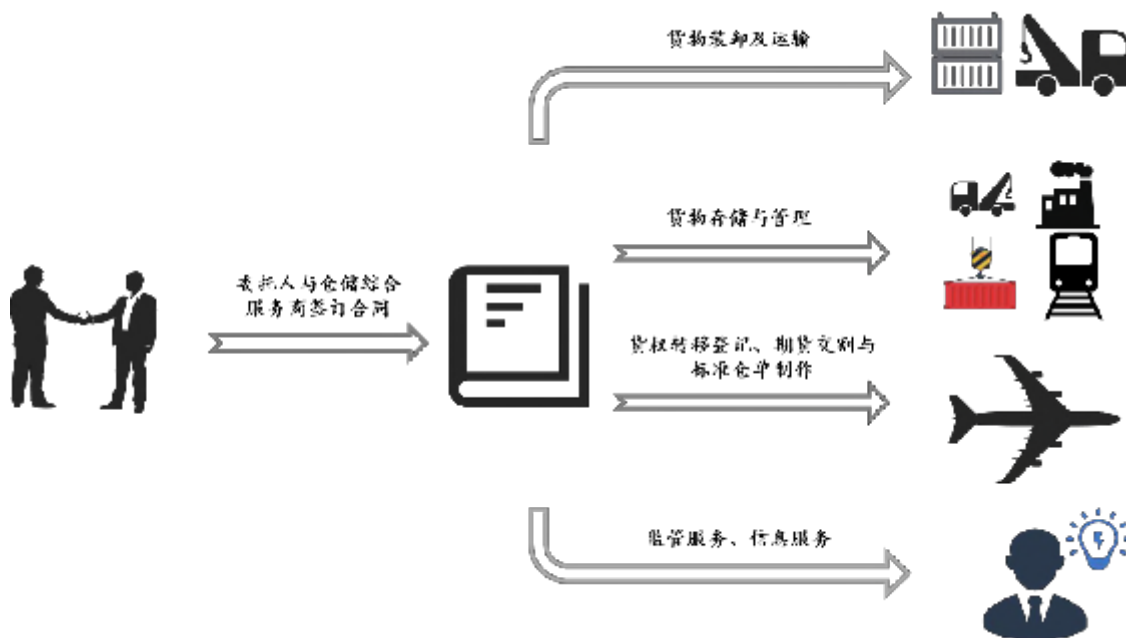 货物装卸及运输
货物存储与管理
委托人与仓储综合
服务商签订合同
货权转移登记、期货交割与
标准仓单制作
监管服务、信息服务